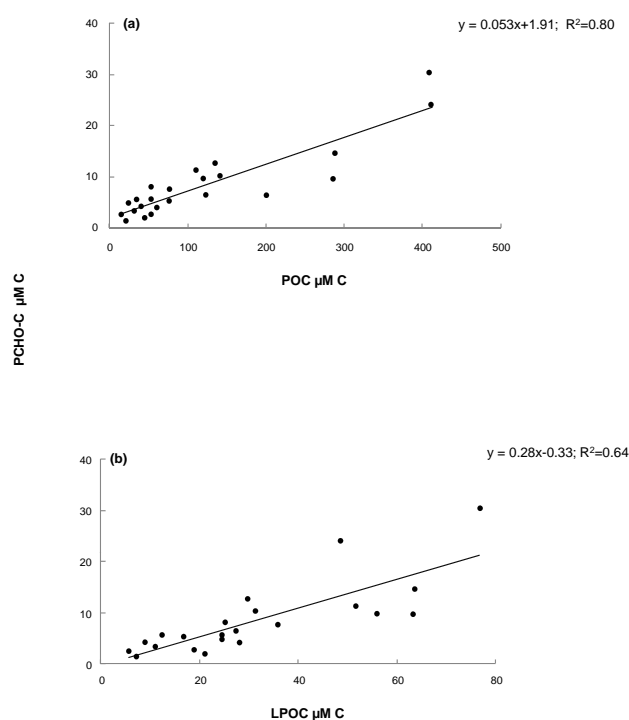 (a)
y = 0.053x+1.91; R²=0.80
40
30
20
10
0
0 100 200 300 400 500
POC µM C
PCHO-C µM C
(b)
y = 0.28x-0.33; R²=0.64
40
30
20
10
0
0 20 40 60 80
LPOC µM C